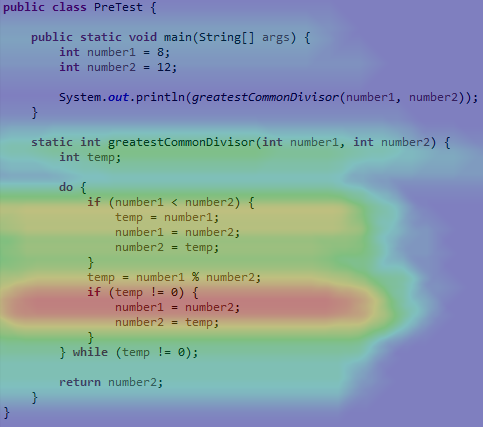 public class PreTest {
public static void main(String[] args) {
int number1 = 8;
int number2 = 12;
System.out.println(greatestCommonDivisor(number1, number2));
}
static int greatestCommonDivisor(int number1, int number2) {
int temp;
do {
if (number1 < number2) {
temp = number1;
number1 = number2;
number2 = temp;
}
temp = number1 % number2;
if (temp != 0) {
number1 = number2;
number2 = temp;
}
} while (temp != 0);
return number2;
}
}